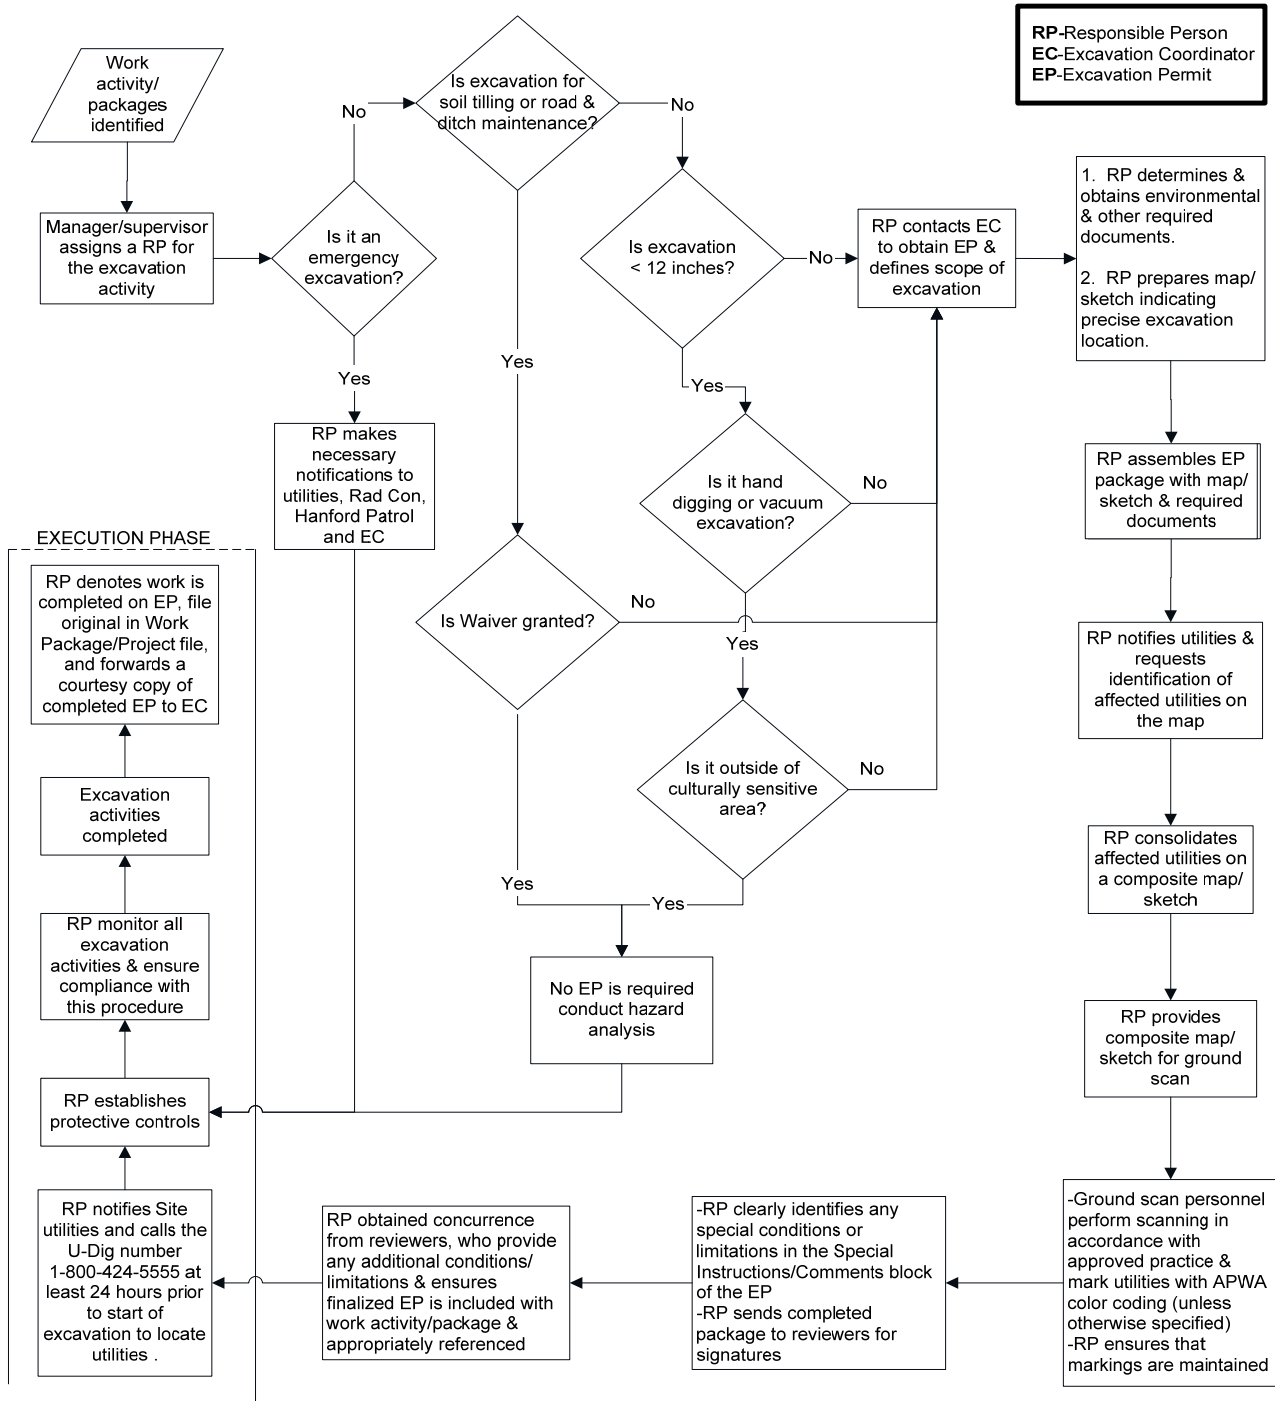 RP-Responsible Person
EC-Excavation Coordinator
EP-Excavation Permit
Work
activity/
packages
identified
Manager/supervisor
assigns a RP for
the excavation
activity
Is it an
emergency
excavation?
No
Yes
Is excavation for
soil tilling or road &
ditch maintenance?
No
Yes
Is excavation
< 12 inches?
No
Yes
RP contacts EC
to obtain EP &
defines scope of
excavation
1. RP determines &
obtains environmental
& other required
documents.
2. RP prepares map/
sketch indicating
precise excavation
location.
RP makes
necessary
notifications to
utilities, Rad Con,
Hanford Patrol
and EC
Is it hand
digging or vacuum
excavation?
No
Yes
RP assembles EP
package with map/
sketch & required
documents
Is Waiver granted?
No
Yes
Is it outside of
culturally sensitive
area?
No
Yes
RP notifies utilities &
requests
identification of
affected utilities on
the map
RP consolidates
affected utilities on
a composite map/
sketch
No EP is required
conduct hazard
analysis
RP provides
composite map/
sketch for ground
scan
-Ground scan personnel
perform scanning in
accordance with
approved practice &
mark utilities with APWA
color coding (unless
otherwise specified)
-RP ensures that
markings are maintained
-RP clearly identifies any
special conditions or
limitations in the Special
Instructions/Comments block
of the EP
-RP sends completed
package to reviewers for
signatures
RP obtained concurrence
from reviewers, who provide
any additional conditions/
limitations & ensures
finalized EP is included with
work activity/package &
appropriately referenced
EXECUTION PHASE
RP notifies Site
utilities and calls the
U-Dig number
1-800-424-5555 at
least 24 hours prior
to start of
excavation to locate
utilities .
RP establishes
protective controls
RP monitor all
excavation
activities & ensure
compliance with
this procedure
Excavation
activities
completed
RP denotes work is
completed on EP, file
original in Work
Package/Project file,
and forwards a
courtesy copy of
completed EP to EC